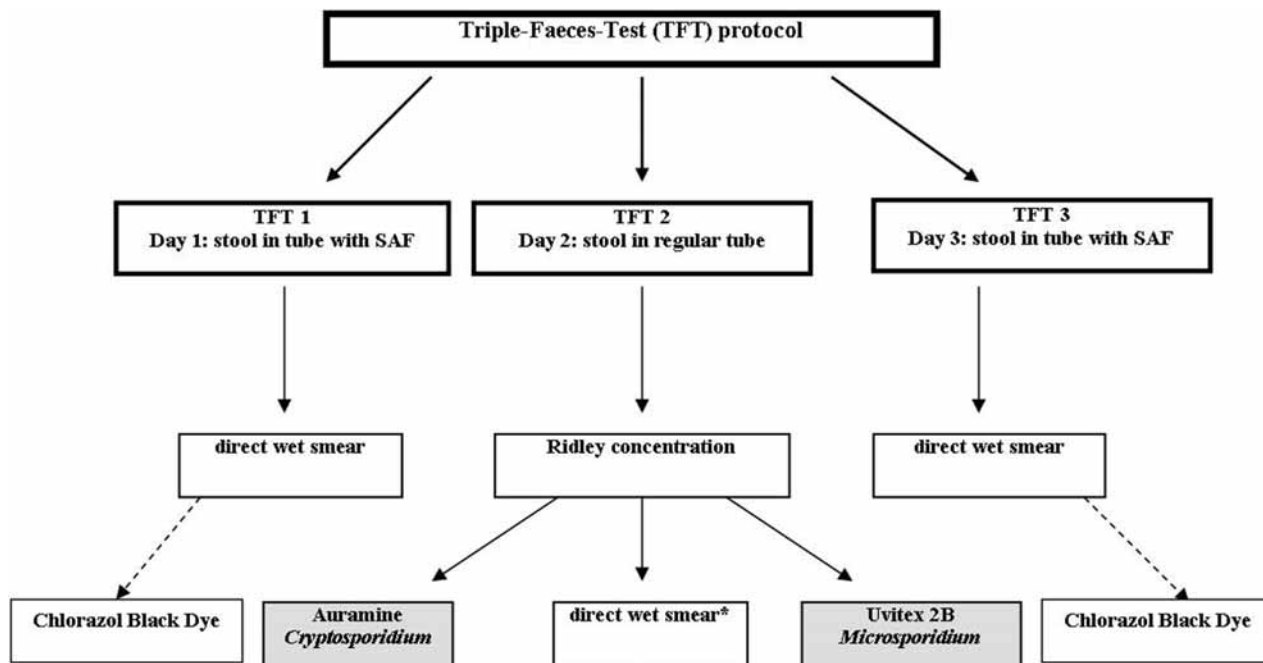 Triple-Faeces-Test (TFT) protocol
TFT 1
Day 1: stool in tube with SAF
TFT 2
Day 2: stool in regular tube
TFT 3
Day 3: stool in tube with SAF
direct wet smear
Ridley concentration
direct wet smear
Chlorazol Black Dye
Auramine
Cryptosporidium
direct wet smear*
Uvitex 2B
Microsporidium
Chlorazol Black Dye